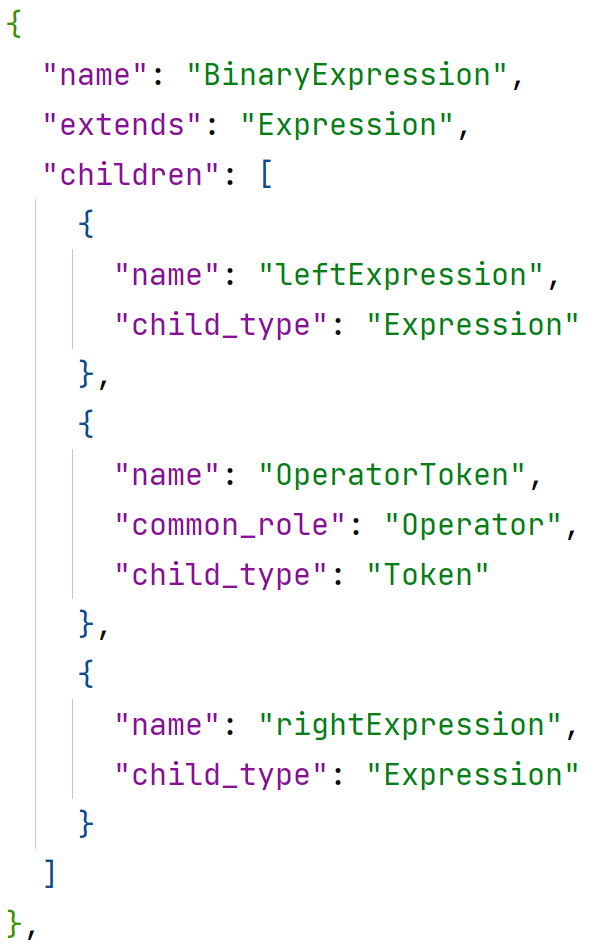 {
  "name": "BinaryExpression",
  "extends": "Expression",
  "children": [
    {
      "name": "leftExpression",
      "child_type": "Expression"
    },
    {
      "name": "OperatorToken",
      "common_role": "Operator",
      "child_type": "Token"
    },
    {
      "name": "rightExpression",
      "child_type": "Expression"
    }
  ]
},